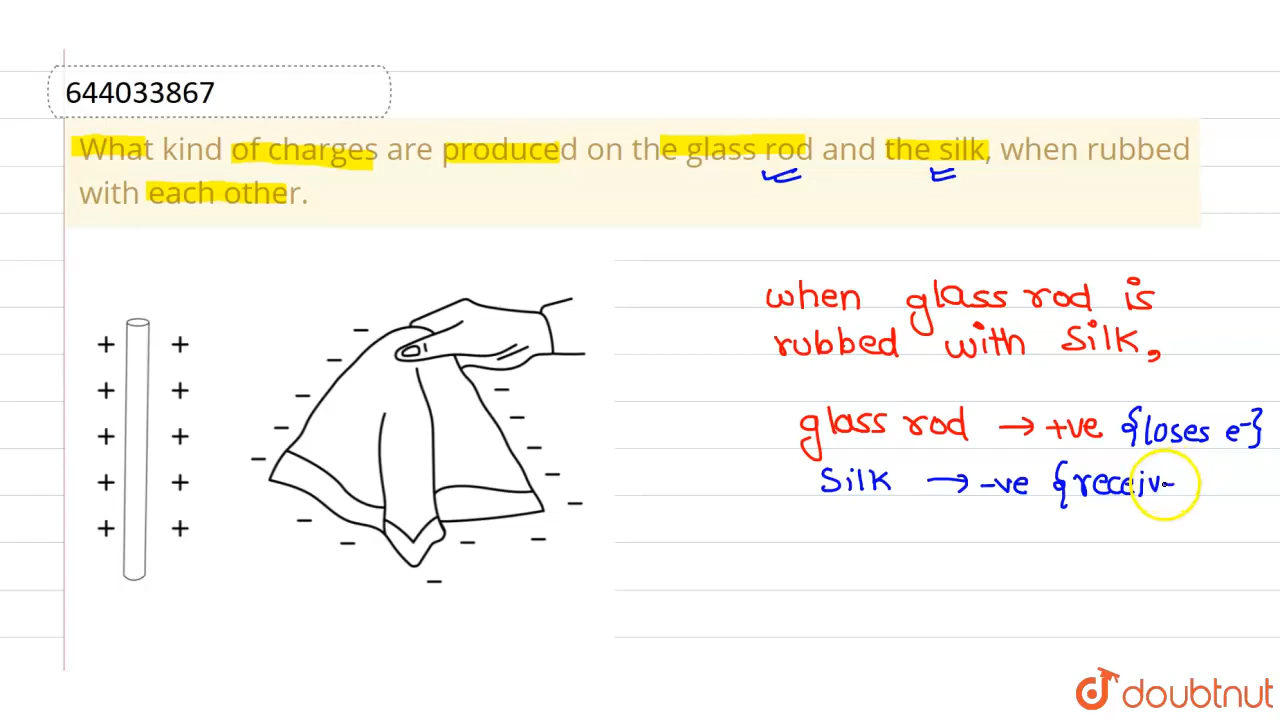 644033867
What kind of charges are produced on the glass rod and the silk, when rubbed
with each other.
when glass rod is
rubbed with silk,
glass rod → +ve {loses e-}
silk → -ve {receiv-
+ +
+ +
+ +
+ +
+ +
doubtnut